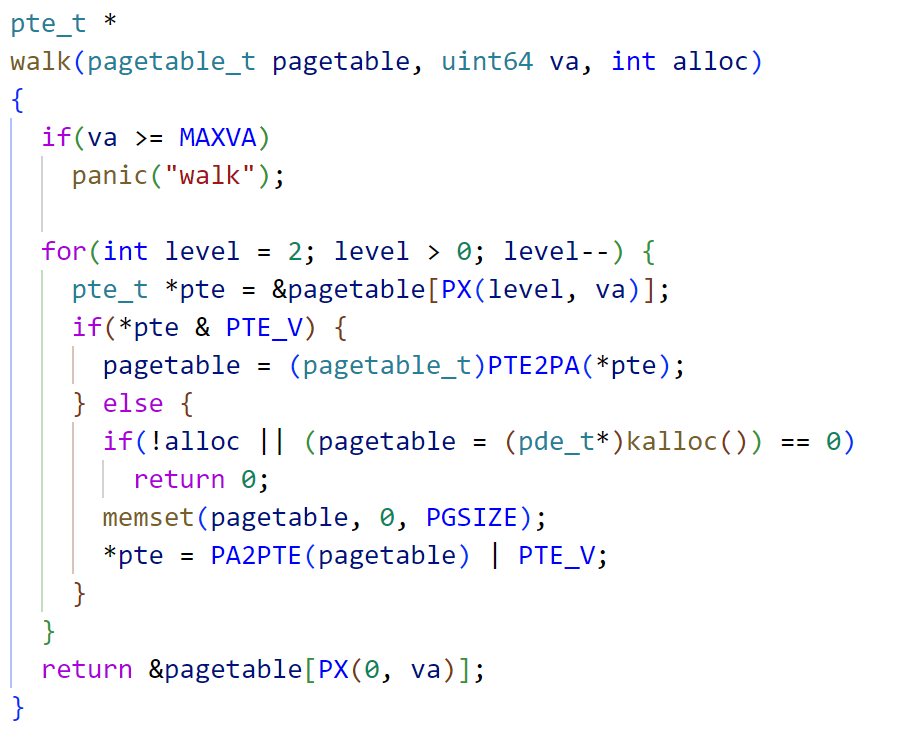 pte_t *
walk(pagetable_t pagetable, uint64 va, int alloc)
{
  if(va >= MAXVA)
    panic("walk");

  for(int level = 2; level > 0; level--) {
    pte_t *pte = &pagetable[PX(level, va)];
    if(*pte & PTE_V) {
      pagetable = (pagetable_t)PTE2PA(*pte);
    } else {
      if(!alloc || (pagetable = (pde_t*)kalloc()) == 0)
        return 0;
      memset(pagetable, 0, PGSIZE);
      *pte = PA2PTE(pagetable) | PTE_V;
    }
  }
  return &pagetable[PX(0, va)];
}